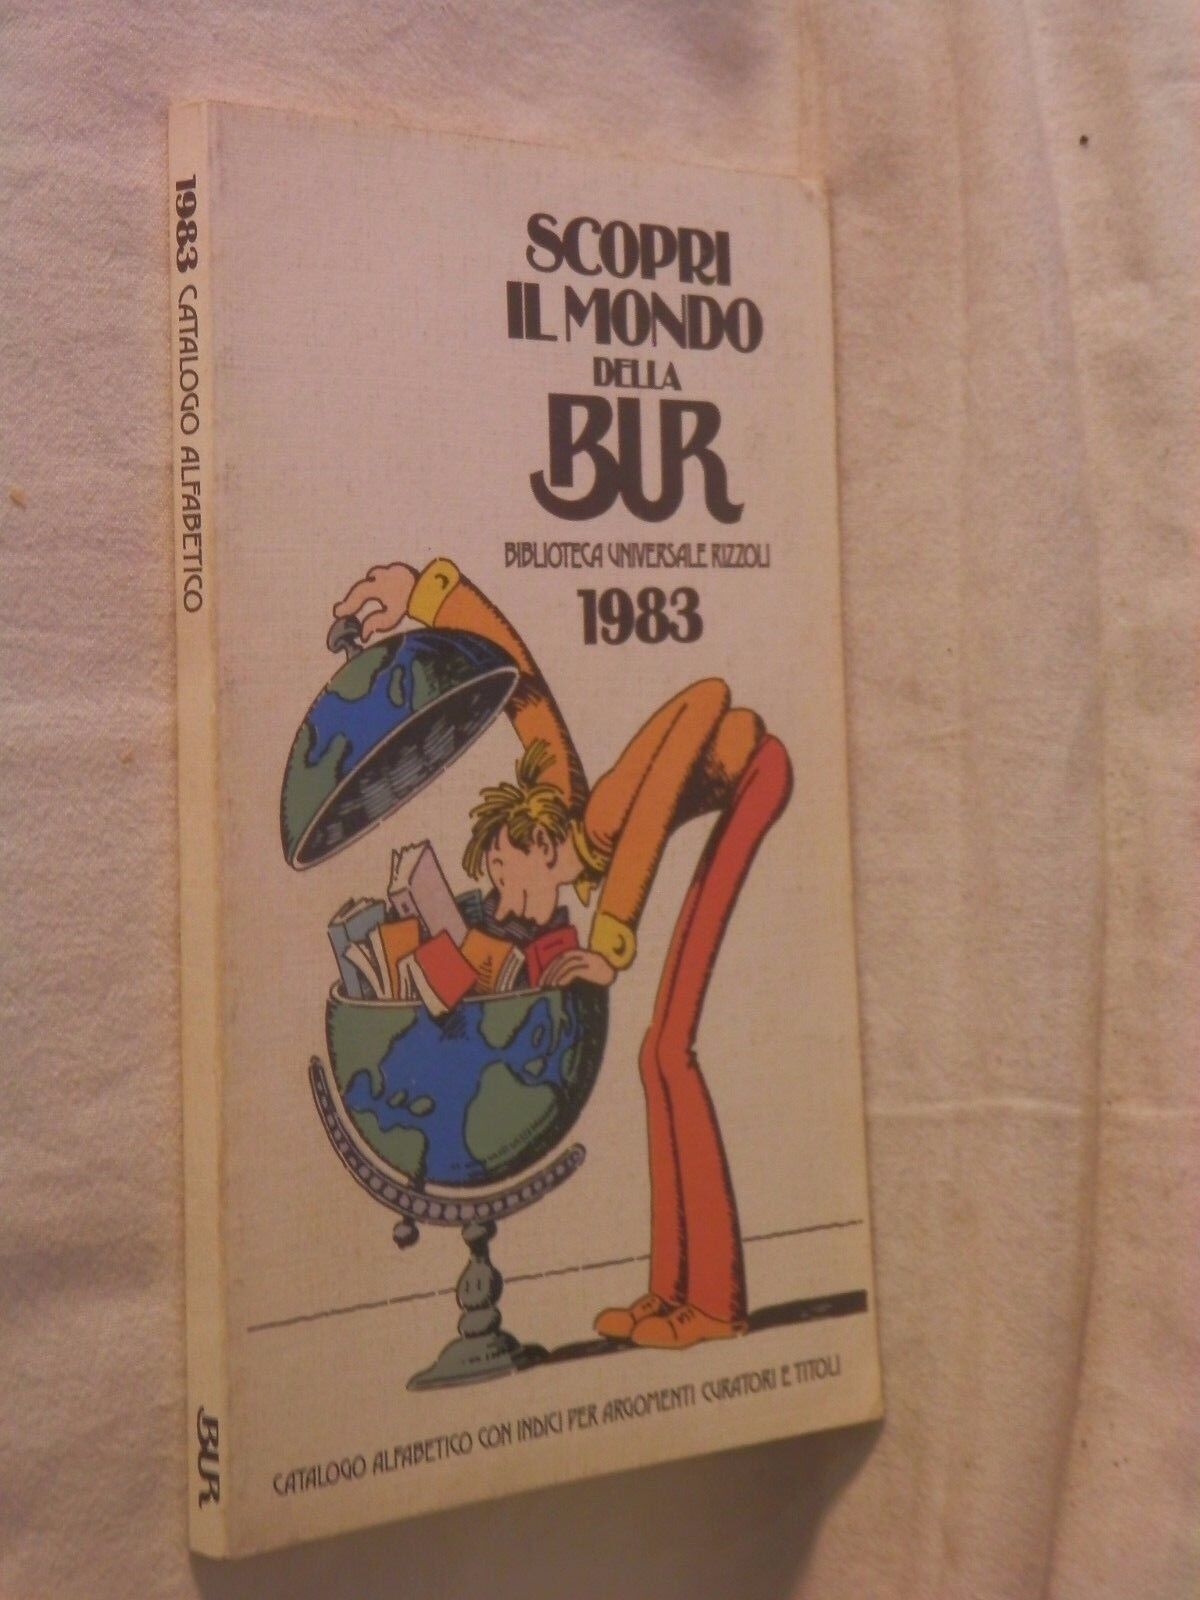 1983 CATALOGO ALFABETICO
BUR
SCOPRI
IL MONDO
DELLA
BUR
BIBLIOTECA UNIVERSALE RIZZOLI
1983
CATALOGO ALFABETICO CON INDICI PER ARGOMENTI CURATORI E TITOLI